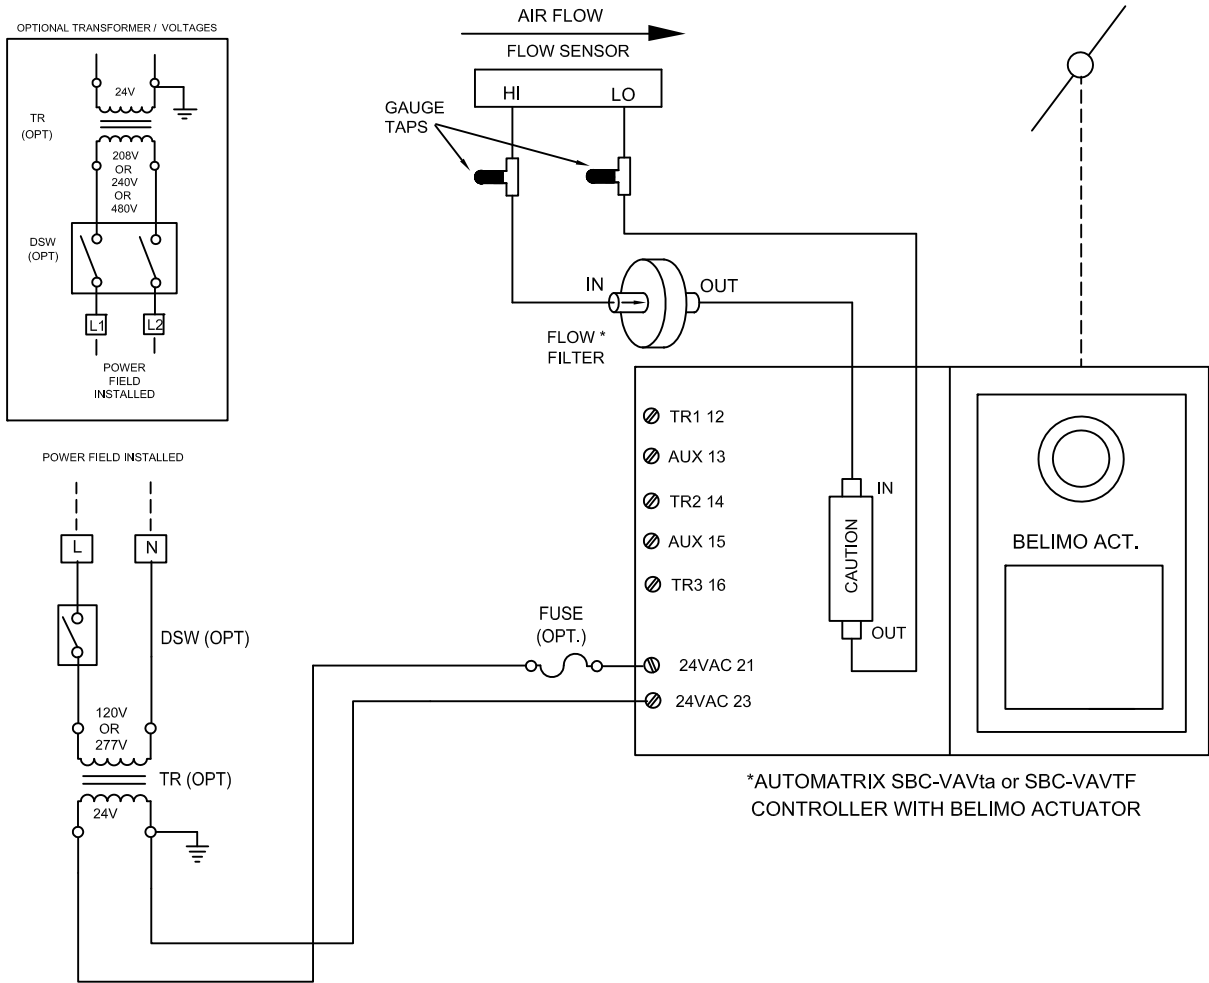 OPTIONAL TRANSFORMER / VOLTAGES
24V
TR
(OPT)
208V
OR
240V
OR
480V
DSW
(OPT)
L1
L2
POWER
FIELD
INSTALLED
AIR FLOW
FLOW SENSOR
HI
LO
GAUGE
TAPS
IN
OUT
FLOW *
FILTER
TR1 12
AUX 13
TR2 14
AUX 15
TR3 16
24VAC 21
24VAC 23
IN
CAUTION
OUT
BELIMO ACT.
FUSE
(OPT.)
POWER FIELD INSTALLED
L
N
DSW (OPT)
120V
OR
277V
TR (OPT)
24V
*AUTOMATRIX SBC-VAVta or SBC-VAVTF
CONTROLLER WITH BELIMO ACTUATOR